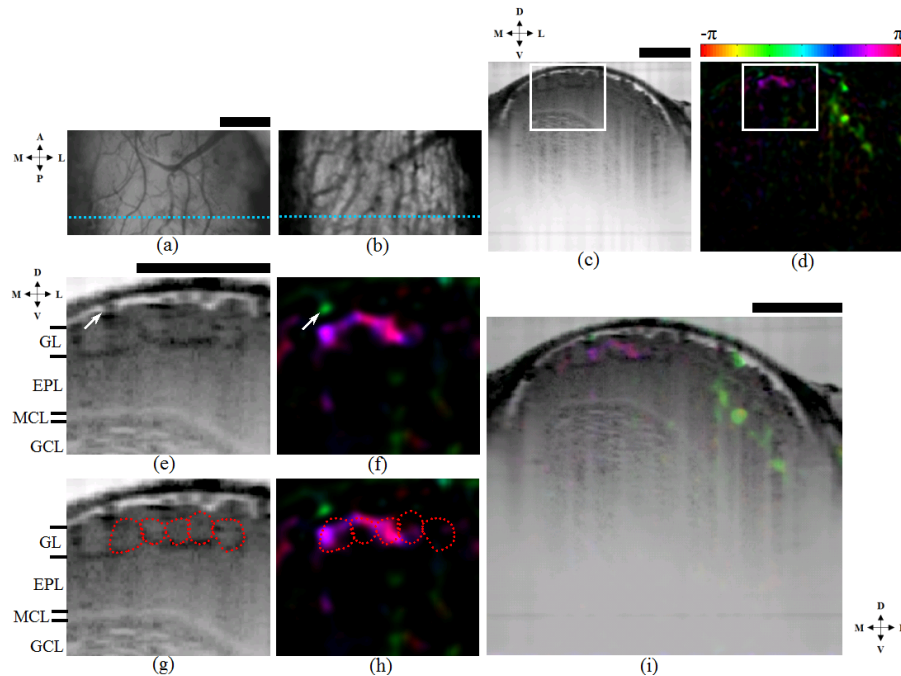 D
M L
V
-π π
A
M L
P
(a) (b) (c) (d)
D
M L
V
GL
EPL
MCL
GCL
(e) (f)
GL
EPL
MCL
GCL
(g) (h) (i)
D
M
V